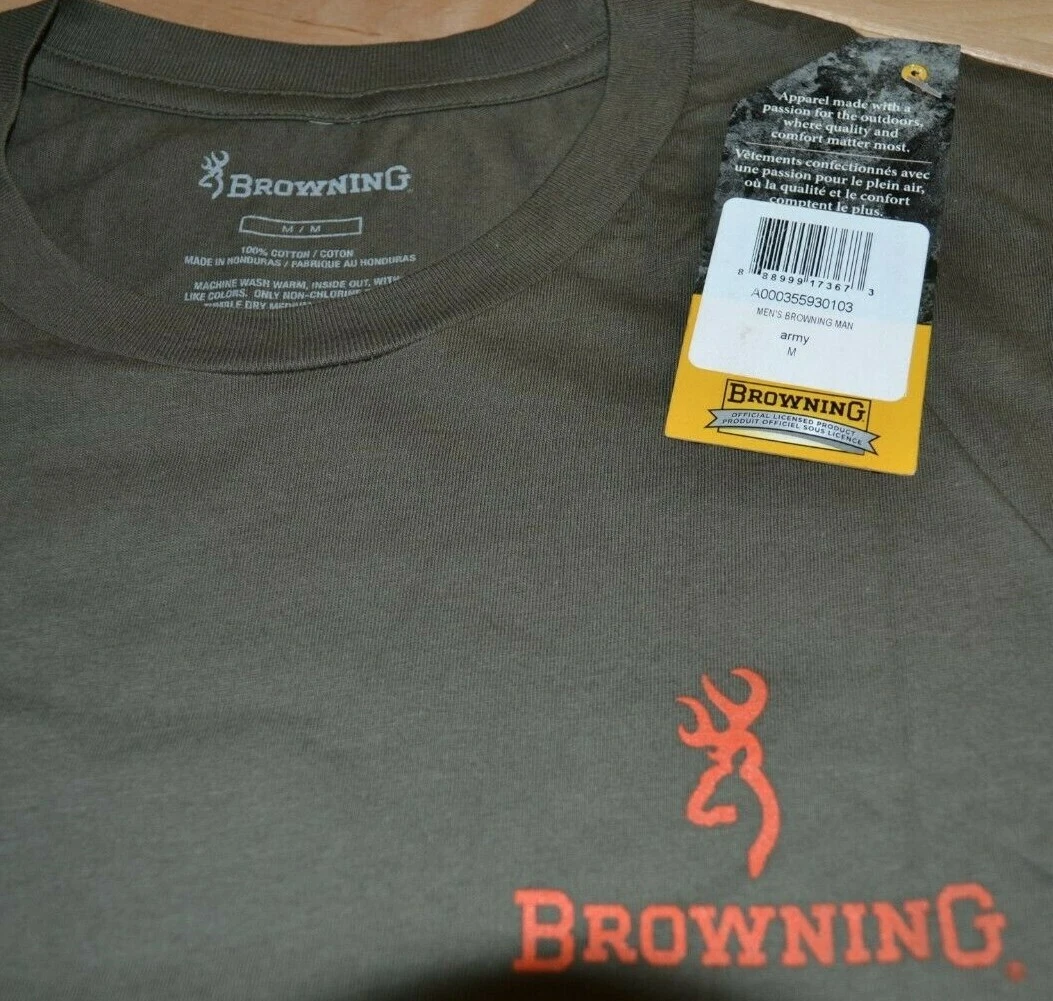 BROWNING
M / M
100% COTTON / COTON
MADE IN HONDURAS / FABRIQUÉ AU HONDURAS
MACHINE WASH WARM, INSIDE OUT, WITH
LIKE COLORS. ONLY NON-CHLORINE
TUMBLE DRY
Apparel made with a
passion for the outdoors,
where quality and
comfort matter most.
Vêtements confectionnés avec
une passion pour le plein air,
où la qualité et le confort
comptent le plus.
8 88999 17367 3
A000355930103
MEN'S BROWNING MAN
army
M
BROWNING
OFFICIAL LICENSED PRODUCT
PRODUIT OFFICIEL SOUS LICENCE
BROWNING